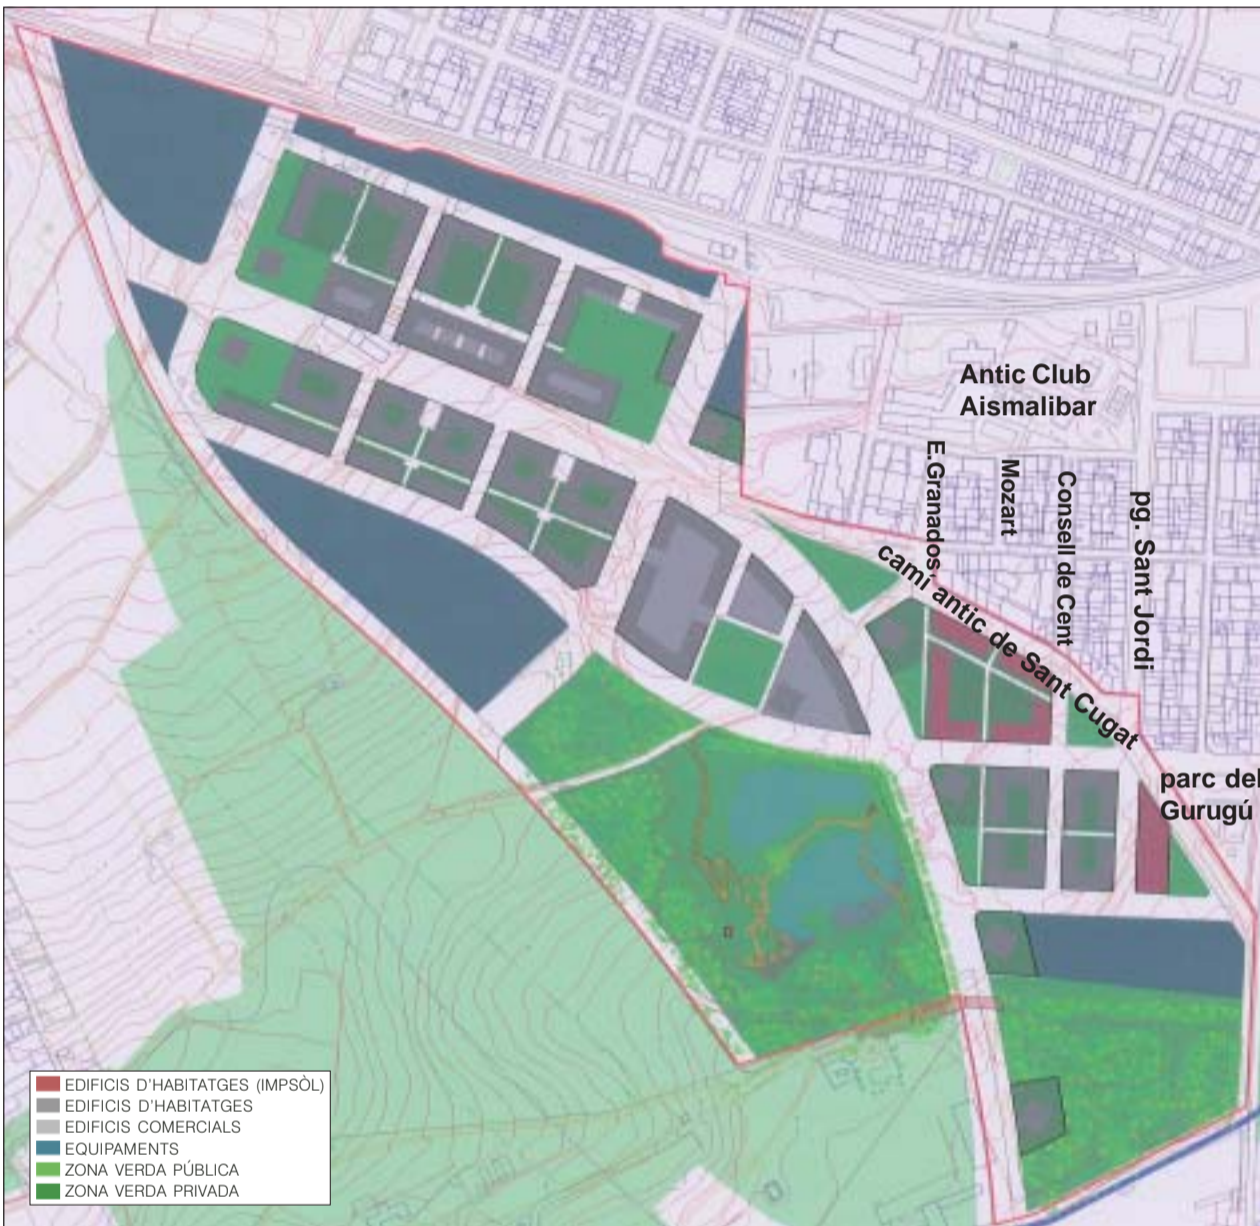 Antic Club
Aismalibar
E.Granados
Mozart
Consell de Cent
pg. Sant Jordi
camí antic de Sant Cugat
parc del
Gurugú
EDIFICIS D'HABITATGES (IMPSÒL)
EDIFICIS D'HABITATGES
EDIFICIS COMERCIALS
EQUIPAMENTS
ZONA VERDA PÚBLICA
ZONA VERDA PRIVADA